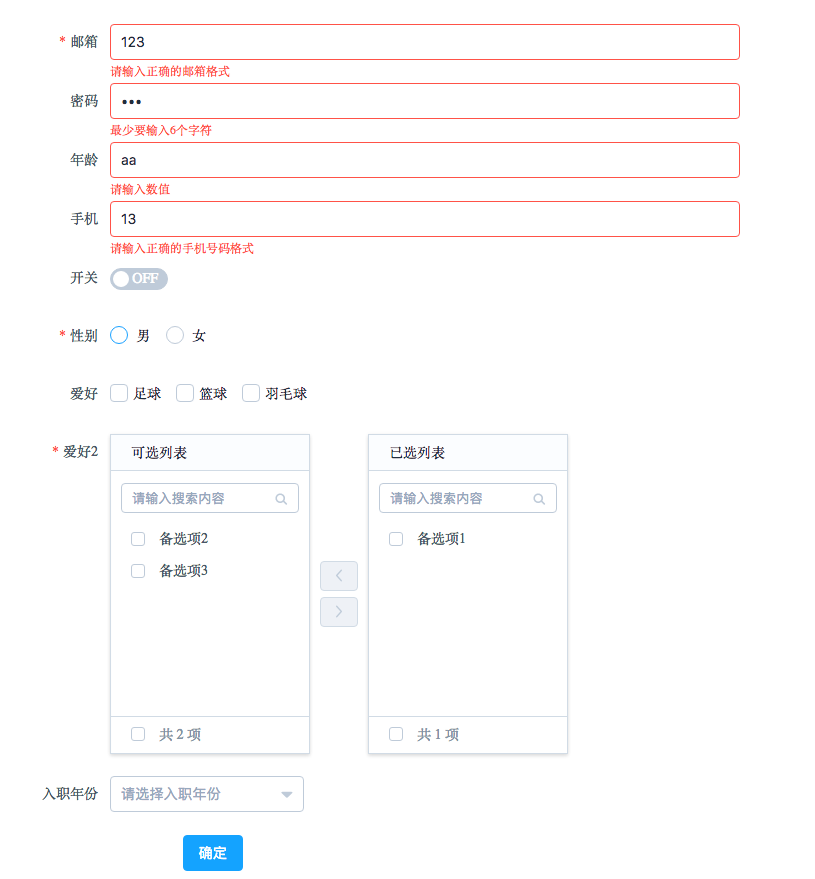 * 邮箱 123
请输入正确的邮箱格式
密码 •••
最少要输入6个字符
年龄 aa
请输入数值
手机 13
请输入正确的手机号码格式
开关 OFF
* 性别 男 女
爱好 足球 篮球 羽毛球
* 爱好2 可选列表 已选列表
请输入搜索内容 请输入搜索内容
备选项2 备选项1
备选项3
共 2 项 共 1 项
入职年份 请选择入职年份
确定